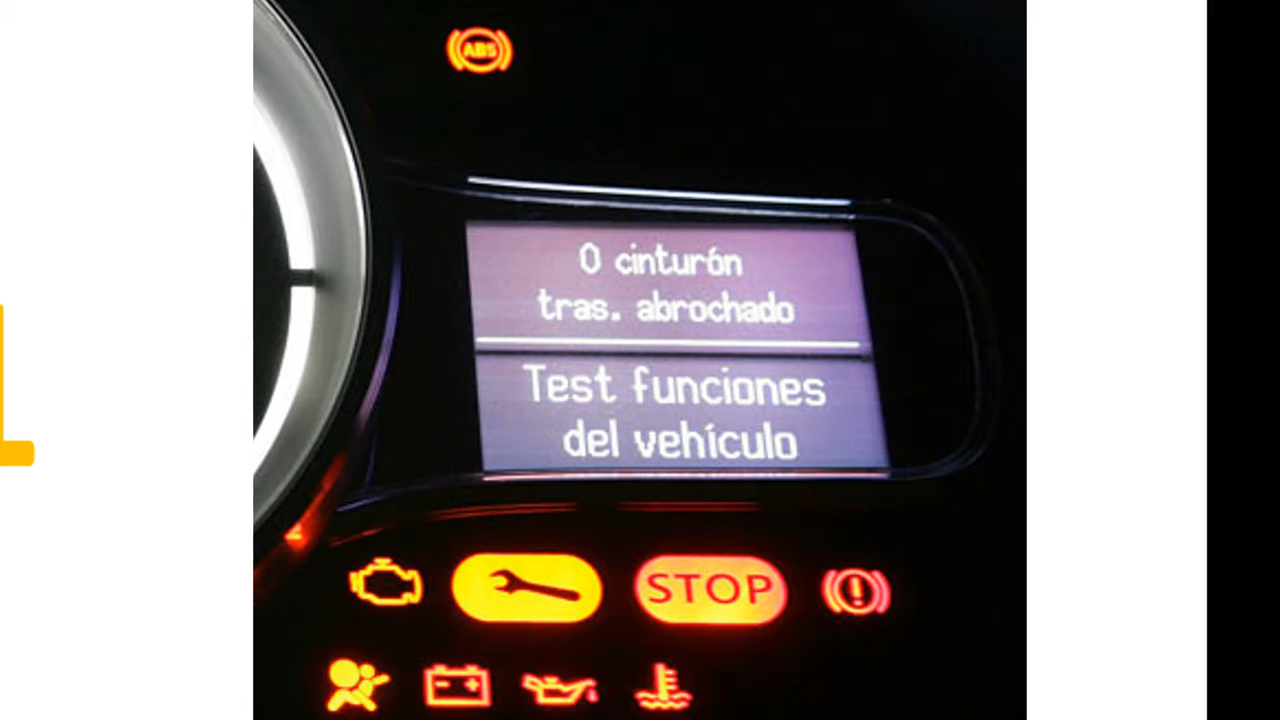 ABS
0 cinturón
tras. abrochado
Test funciones
del vehículo
STOP